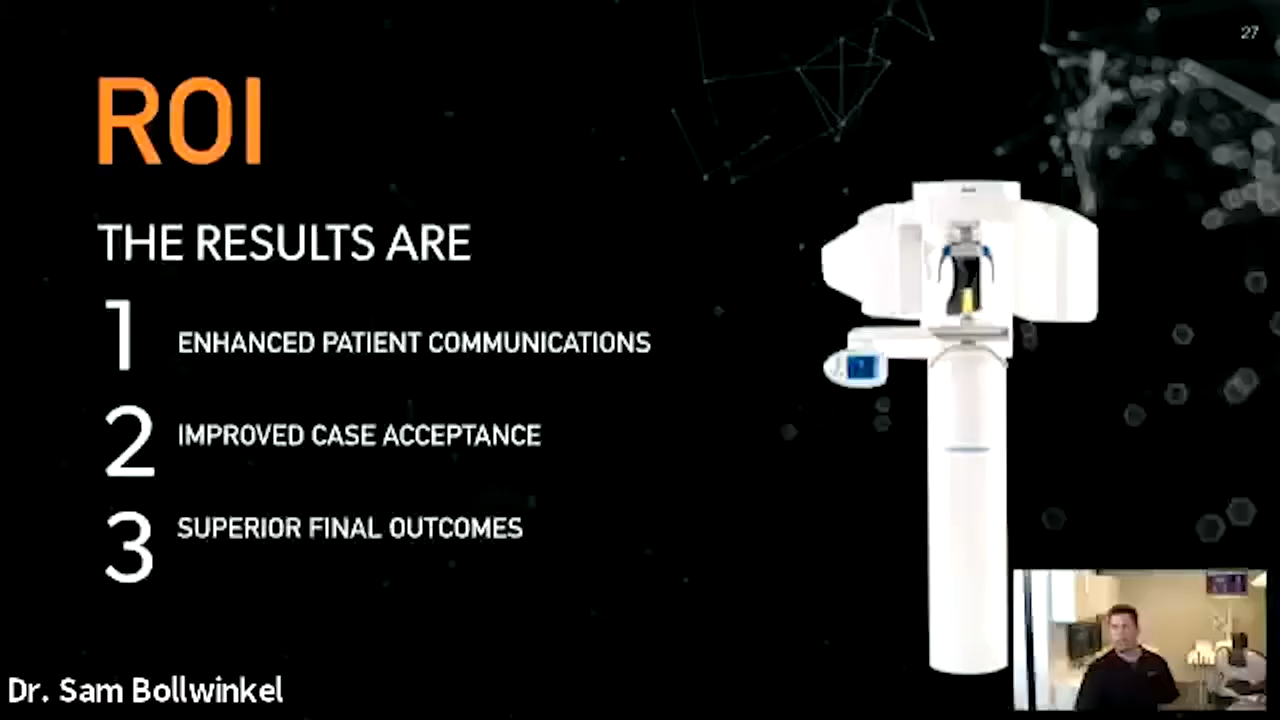 27
ROI
THE RESULTS ARE
1 ENHANCED PATIENT COMMUNICATIONS
2 IMPROVED CASE ACCEPTANCE
3 SUPERIOR FINAL OUTCOMES
Dr. Sam Bollwinkel